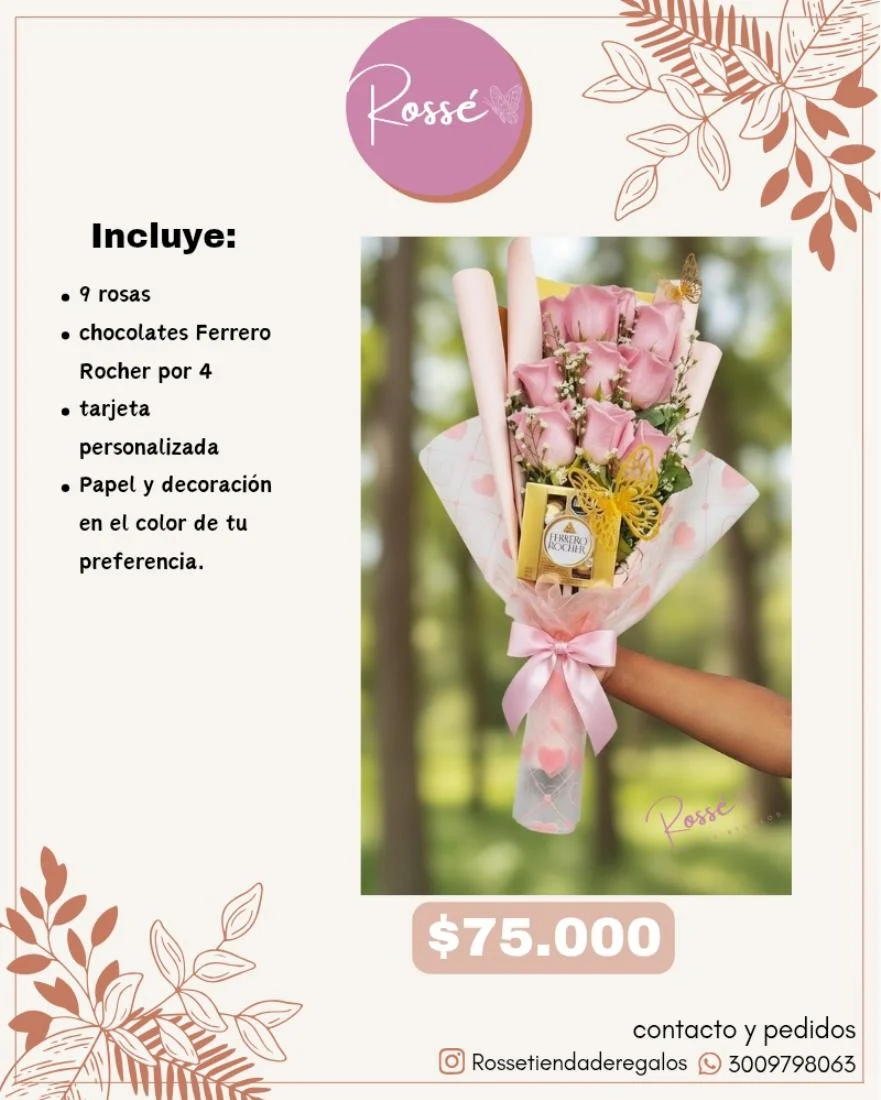 Rossé
Incluye:
• 9 rosas
• chocolates Ferrero
Rocher por 4
• tarjeta
personalizada
• Papel y decoración
en el color de tu
preferencia.
FERRERO
ROCHER
Rossé
$75.000
contacto y pedidos
Rossetiendaderegalos 3009798063